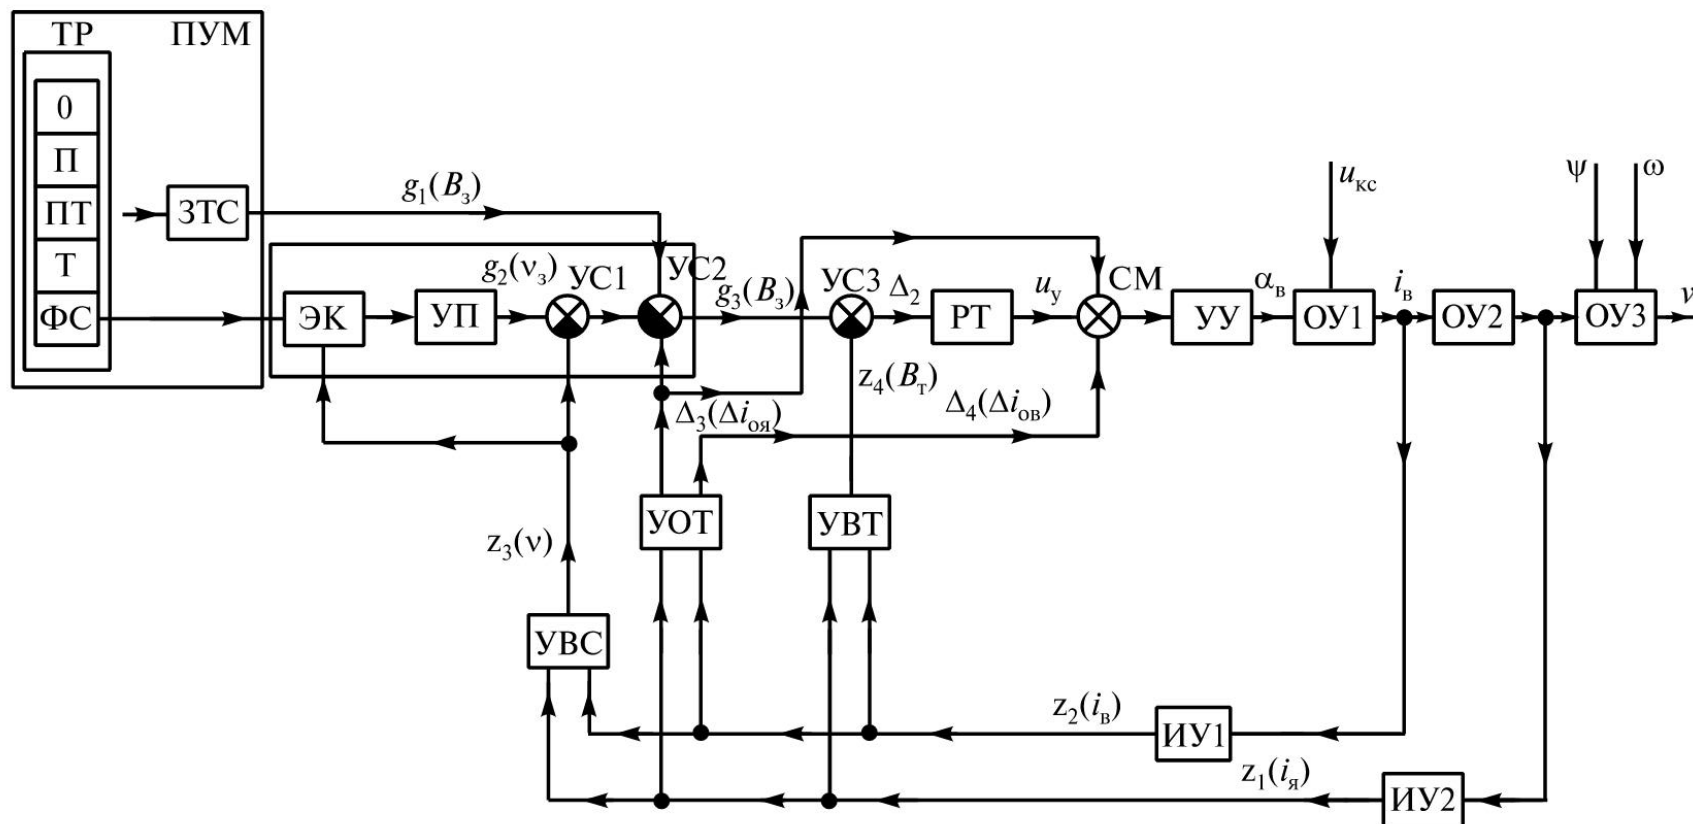 ТР
ПУМ
0
П
ПТ
Т
ФС
ЗТС
g₁(Bз)
ЭК
УП
g₂(vз)
УС1
УС2
g₃(Bз)
УС3
Δ₂
РТ
uу
СМ
УУ
αв
uкс
ОУ1
iв
ОУ2
ψ
ω
ОУ3
v
z₄(Bт)
Δ₃(Δiоя)
Δ₄(Δiов)
УОТ
УВТ
z₃(v)
УВС
z₂(iв)
ИУ1
z₁(iя)
ИУ2